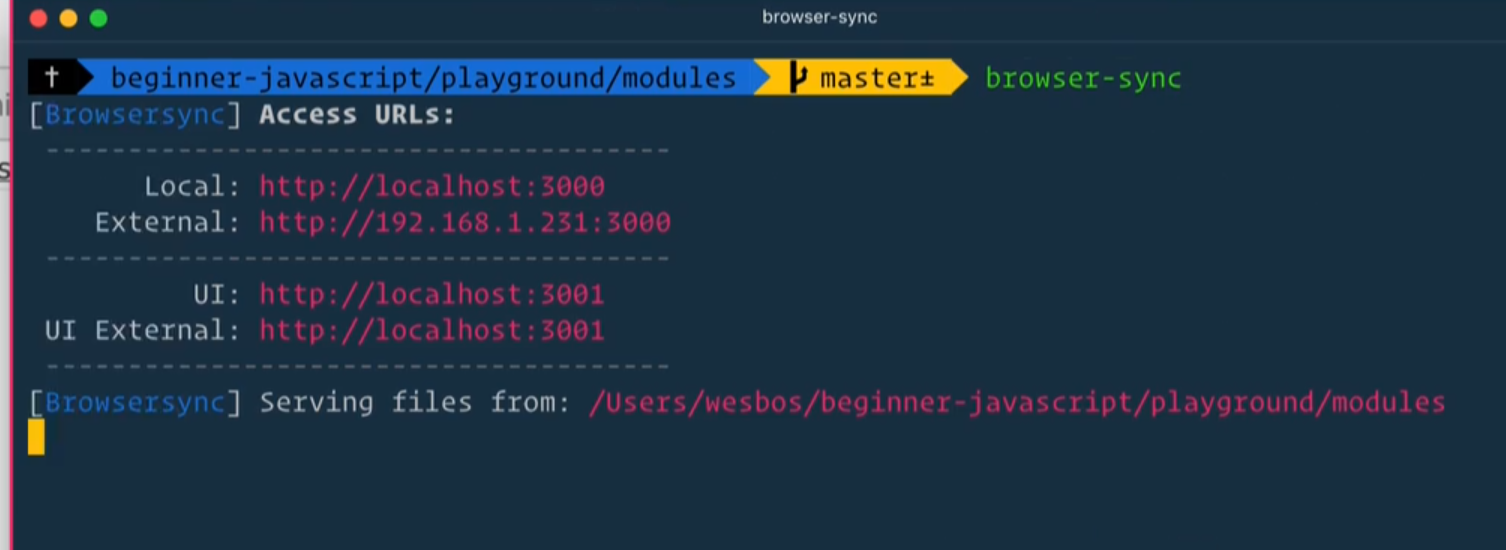 browser-sync
† beginner-javascript/playground/modules master± browser-sync
[Browsersync] Access URLs:
--------------------------------------
Local: http://localhost:3000
External: http://192.168.1.231:3000
--------------------------------------
UI: http://localhost:3001
UI External: http://localhost:3001
--------------------------------------
[Browsersync] Serving files from: /Users/wesbos/beginner-javascript/playground/modules